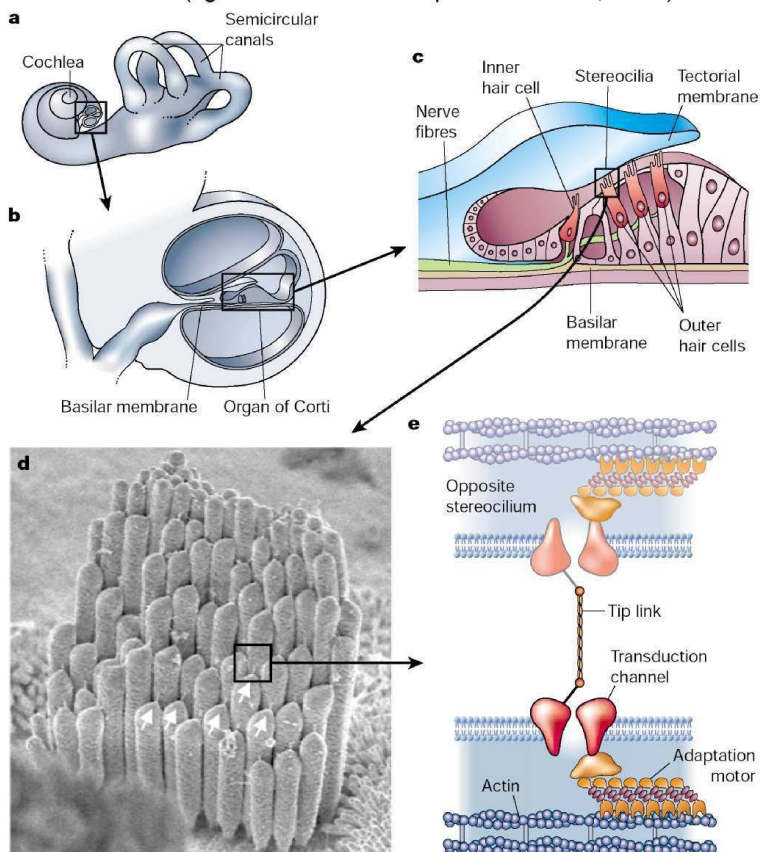 a
Semicircular
canals
Cochlea
b
Basilar membrane
Organ of Corti
c
Inner
hair cell
Stereocilia
Tectorial
membrane
Nerve
fibres
Basilar
membrane
Outer
hair cells
d
e
Opposite
stereocilium
Tip link
Transduction
channel
Adaptation
motor
Actin